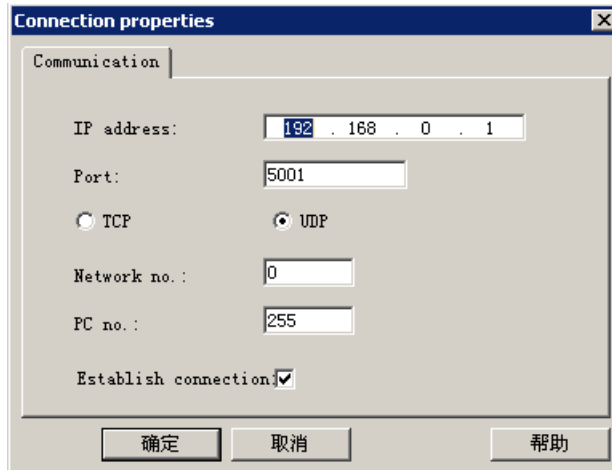 Connection properties
Communication
IP address: 192 . 168 . 0 . 1
Port: 5001
TCP UDP
Network no.: 0
PC no.: 255
Establish connection:
确定 取消 帮助